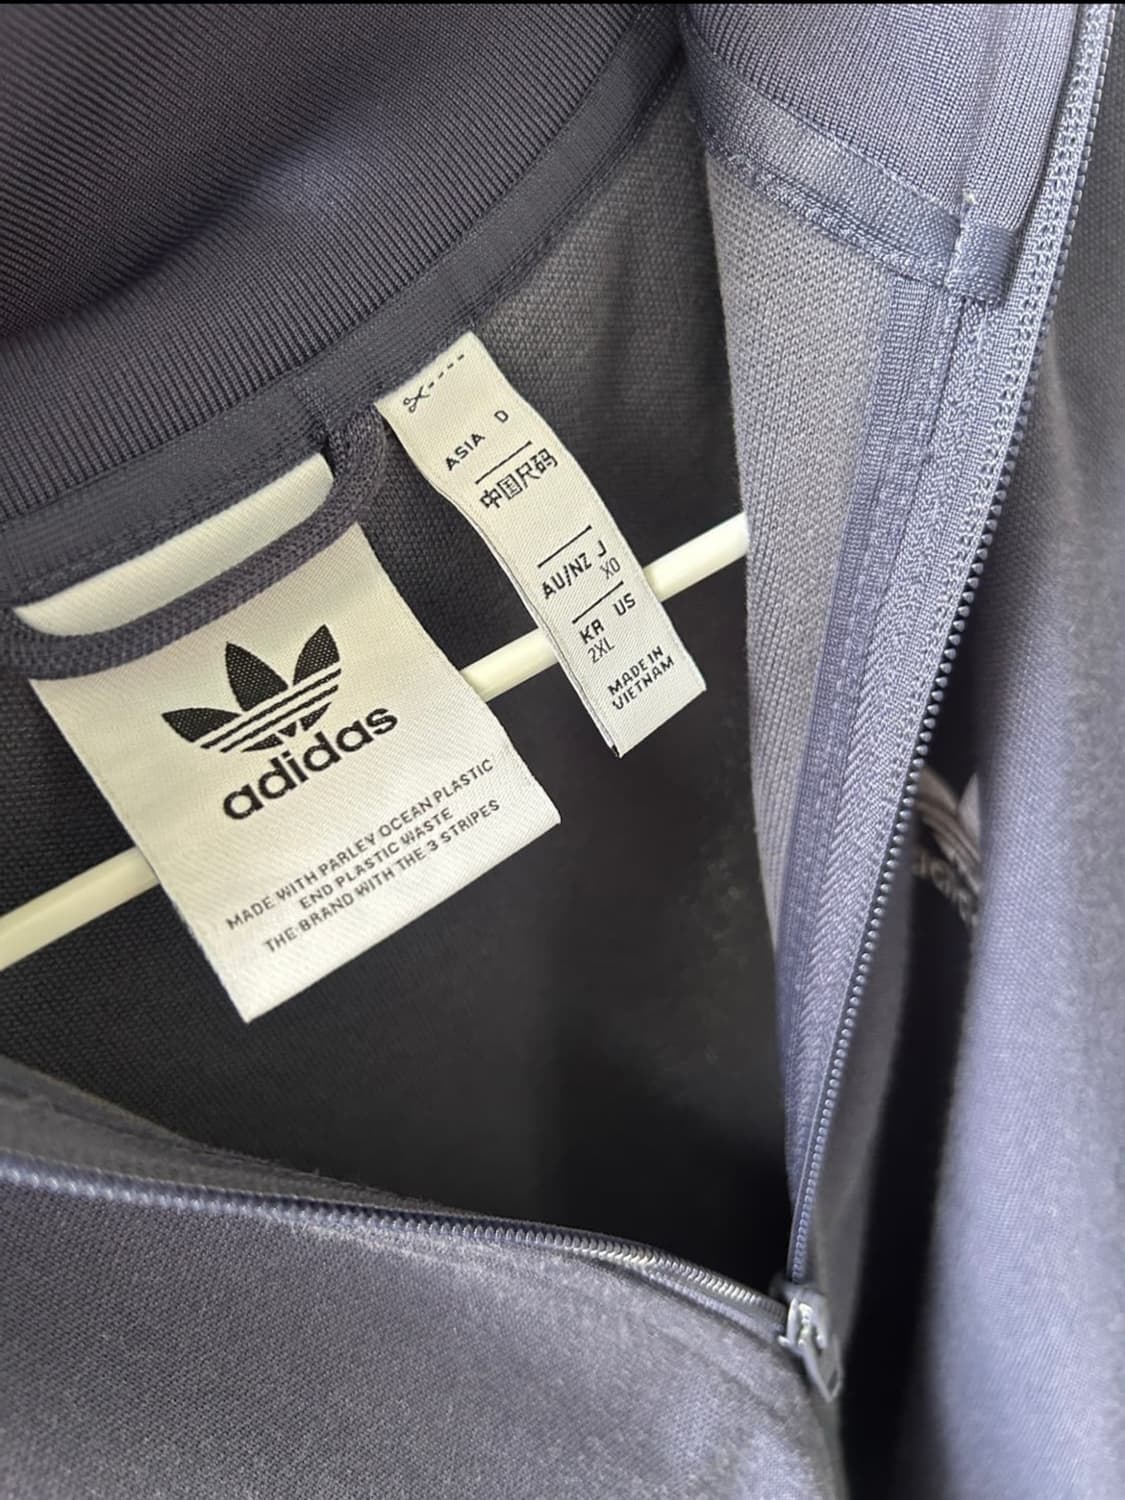 adidas
MADE WITH PARLEY OCEAN PLASTIC
END PLASTIC WASTE
THE BRAND WITH THE 3 STRIPES
ASIA D
中国尺码
AU/NZ J
XO
KR US
2XL
MADE IN
VIETNAM